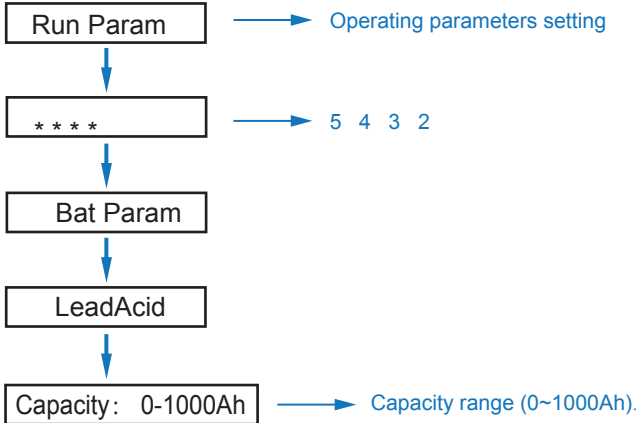 Run Param Operating parameters setting
* * * * 5 4 3 2
Bat Param
LeadAcid
Capacity: 0-1000Ah Capacity range (0~1000Ah).